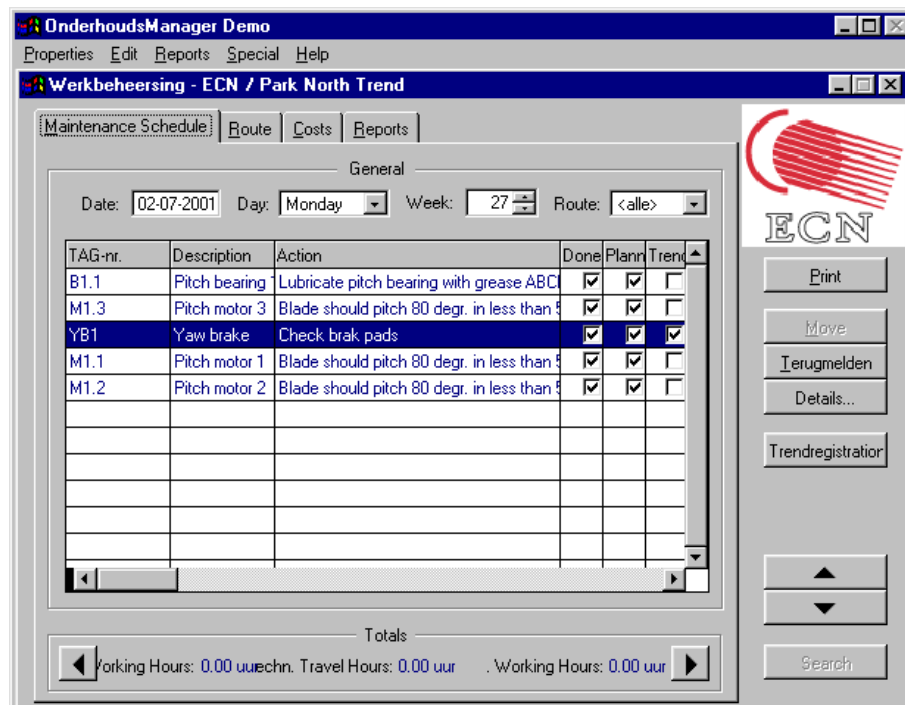 OnderhoudsManager Demo
Properties Edit Reports Special Help
Werkbeheersing - ECN / Park North Trend
Maintenance Schedule Route Costs Reports
General
Date: 02-07-2001 Day: Monday Week: 27 Route: <alle>
ECN
TAG-nr. Description Action Done Plann Trend
B1.1 Pitch bearing Lubricate pitch bearing with grease ABC
M1.3 Pitch motor 3 Blade should pitch 80 degr. in less than
YB1 Yaw brake Check brak pads
M1.1 Pitch motor 1 Blade should pitch 80 degr. in less than
M1.2 Pitch motor 2 Blade should pitch 80 degr. in less than
Print
Move
Terugmelden
Details...
Trendregistration
Totals
Working Hours: 0.00 uur echn. Travel Hours: 0.00 uur . Working Hours: 0.00 uur
Search